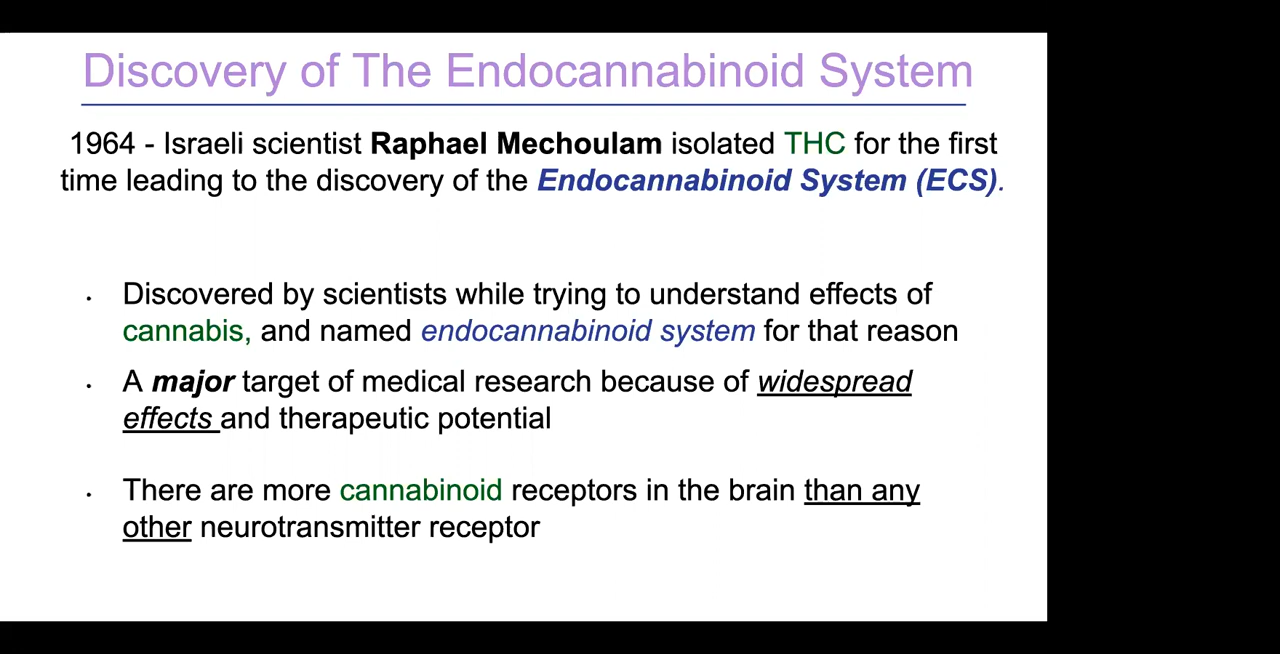 Discovery of The Endocannabinoid System
1964 - Israeli scientist Raphael Mechoulam isolated THC for the first
time leading to the discovery of the Endocannabinoid System (ECS).
• Discovered by scientists while trying to understand effects of
cannabis, and named endocannabinoid system for that reason
• A major target of medical research because of widespread
effects and therapeutic potential
• There are more cannabinoid receptors in the brain than any
other neurotransmitter receptor